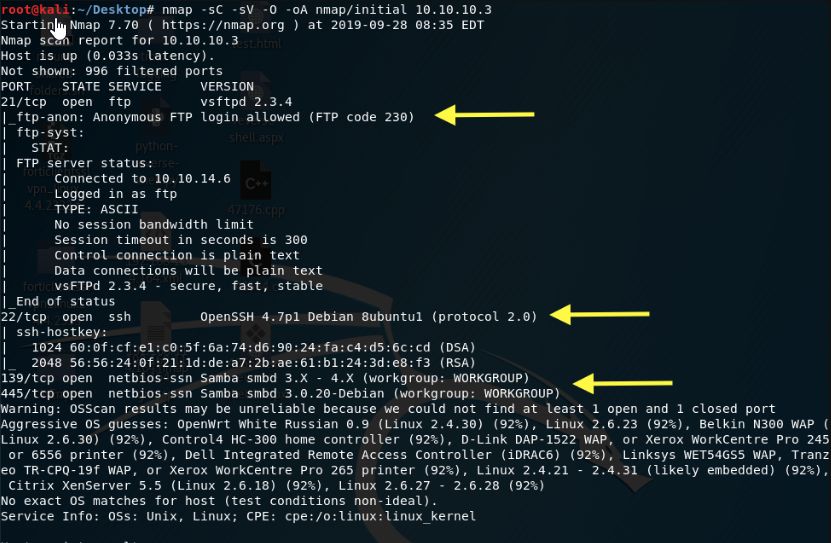 root@kali:~/Desktop# nmap -sC -sV -O -oA nmap/initial 10.10.10.3
Starting Nmap 7.70 ( https://nmap.org ) at 2019-09-28 08:35 EDT
Nmap scan report for 10.10.10.3
Host is up (0.033s latency).
Not shown: 996 filtered ports
PORT    STATE SERVICE     VERSION
21/tcp  open  ftp         vsftpd 2.3.4
|_ftp-anon: Anonymous FTP login allowed (FTP code 230)
| ftp-syst:
|   STAT:
| FTP server status:
|      Connected to 10.10.14.6
|      Logged in as ftp
|      TYPE: ASCII
|      No session bandwidth limit
|      Session timeout in seconds is 300
|      Control connection is plain text
|      Data connections will be plain text
|      vsFTPd 2.3.4 - secure, fast, stable
|_End of status
22/tcp  open  ssh         OpenSSH 4.7p1 Debian 8ubuntu1 (protocol 2.0)
| ssh-hostkey:
|   1024 60:0f:cf:e1:c0:5f:6a:74:d6:90:24:fa:c4:d5:6c:cd (DSA)
|_  2048 56:56:24:0f:21:1d:de:a7:2b:ae:61:b1:24:3d:e8:f3 (RSA)
139/tcp open  netbios-ssn Samba smbd 3.X - 4.X (workgroup: WORKGROUP)
445/tcp open  netbios-ssn Samba smbd 3.0.20-Debian (workgroup: WORKGROUP)
Warning: OSScan results may be unreliable because we could not find at least 1 open and 1 closed port
Aggressive OS guesses: OpenWrt White Russian 0.9 (Linux 2.4.30) (92%), Linux 2.6.23 (92%), Belkin N300 WAP (
Linux 2.6.30) (92%), Control4 HC-300 home controller (92%), D-Link DAP-1522 WAP, or Xerox WorkCentre Pro 245
 or 6556 printer (92%), Dell Integrated Remote Access Controller (iDRAC6) (92%), Linksys WET54GS5 WAP, Tranz
eo TR-CPQ-19f WAP, or Xerox WorkCentre Pro 265 printer (92%), Linux 2.4.21 - 2.4.31 (likely embedded) (92%),
 Citrix XenServer 5.5 (Linux 2.6.18) (92%), Linux 2.6.27 - 2.6.28 (92%)
No exact OS matches for host (test conditions non-ideal).
Service Info: OSs: Unix, Linux; CPE: cpe:/o:linux:linux_kernel
shell.aspx
47176.cpp
C++